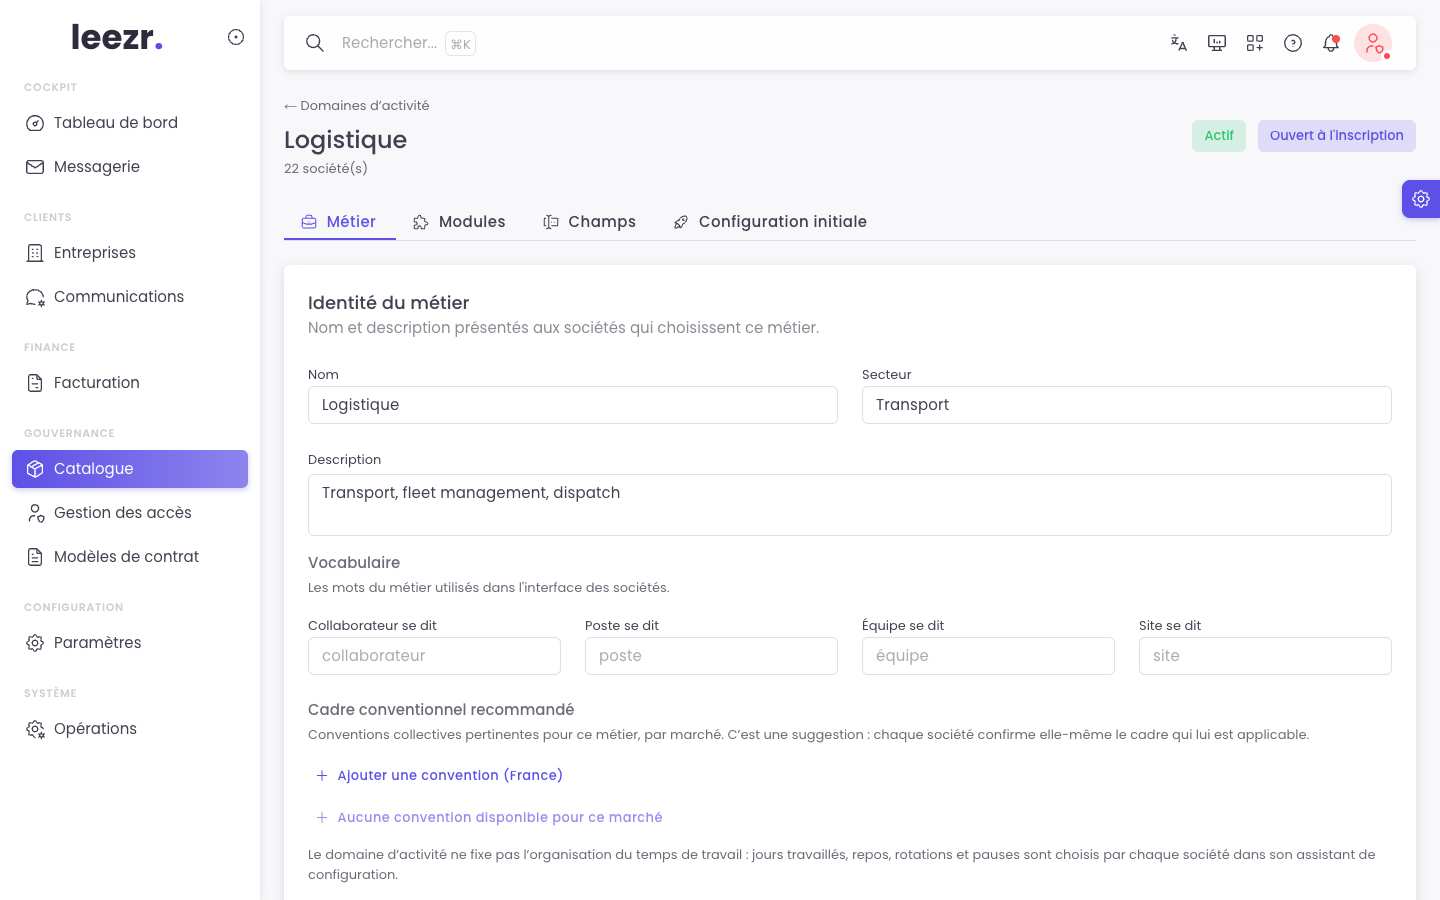 leezr.
COCKPIT
Tableau de bord
Messagerie
CLIENTS
Entreprises
Communications
FINANCE
Facturation
GOUVERNANCE
Catalogue
Gestion des accès
Modèles de contrat
CONFIGURATION
Paramètres
SYSTÈME
Opérations
Rechercher... ⌘K
← Domaines d’activité
Logistique
22 société(s)
Actif
Ouvert à l'inscription
Métier
Modules
Champs
Configuration initiale
Identité du métier
Nom et description présentés aux sociétés qui choisissent ce métier.
Nom
Logistique
Secteur
Transport
Description
Transport, fleet management, dispatch
Vocabulaire
Les mots du métier utilisés dans l'interface des sociétés.
Collaborateur se dit
collaborateur
Poste se dit
poste
Équipe se dit
équipe
Site se dit
site
Cadre conventionnel recommandé
Conventions collectives pertinentes pour ce métier, par marché. C’est une suggestion : chaque société confirme elle-même le cadre qui lui est applicable.
Ajouter une convention (France)
Aucune convention disponible pour ce marché
Le domaine d’activité ne fixe pas l’organisation du temps de travail : jours travaillés, repos, rotations et pauses sont choisis par chaque société dans son assistant de
configuration.